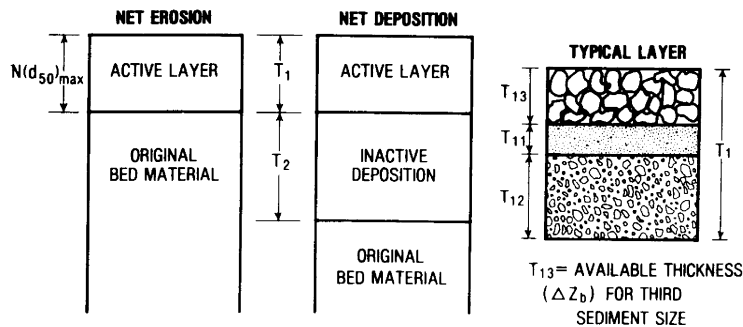 NET EROSION
N(d50)max
ACTIVE LAYER
ORIGINAL
BED MATERIAL
NET DEPOSITION
T1
ACTIVE LAYER
T2
INACTIVE
DEPOSITION
ORIGINAL
BED MATERIAL
TYPICAL LAYER
T13
T11
T12
T1
T13= AVAILABLE THICKNESS
(△Zb) FOR THIRD
SEDIMENT SIZE